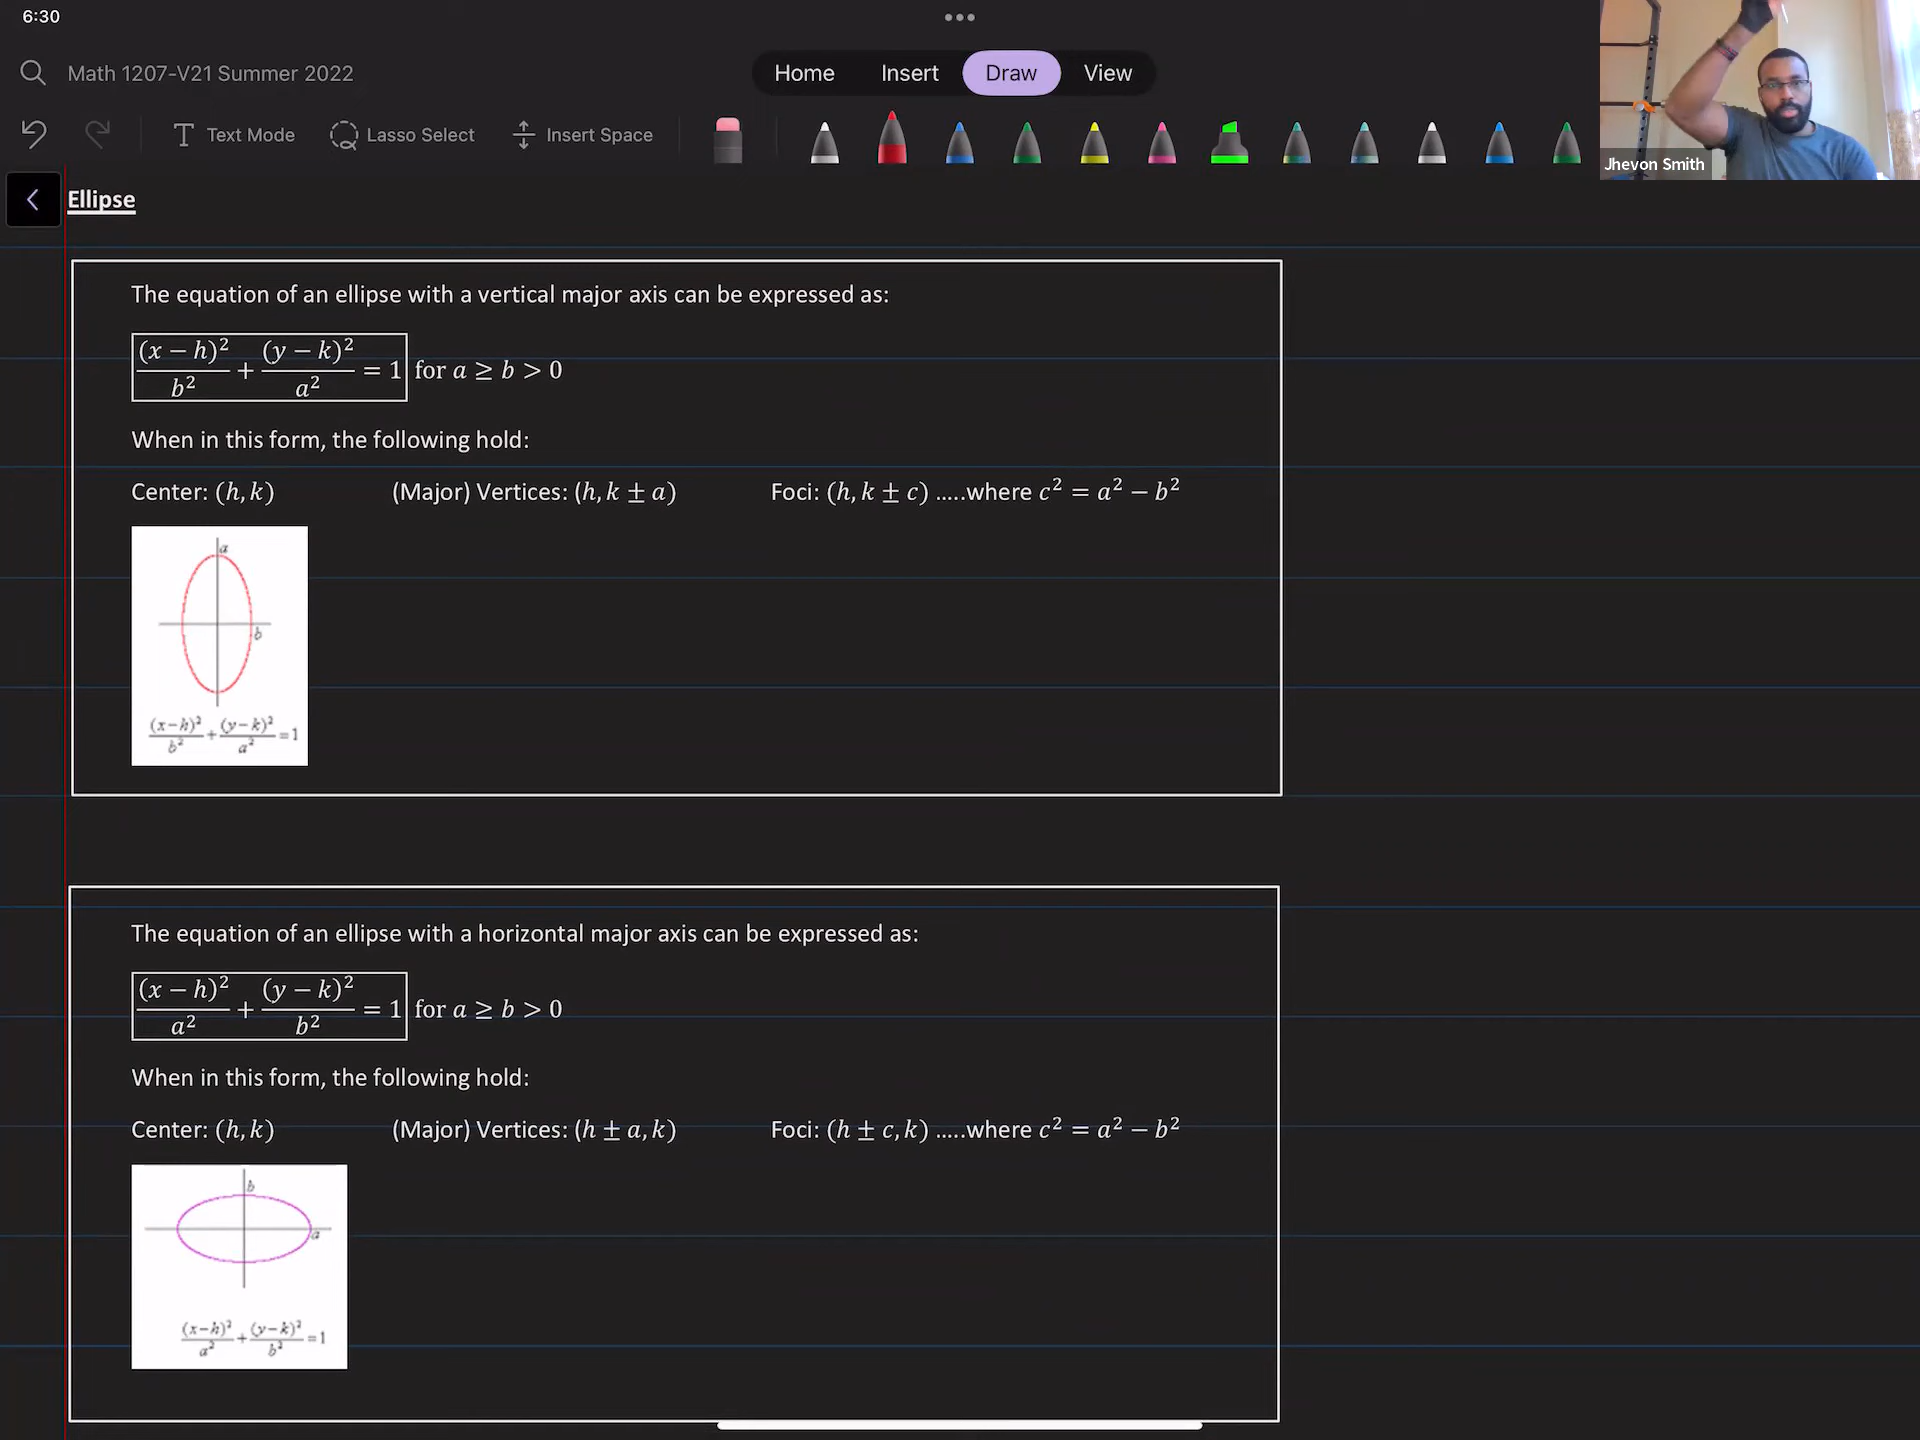 6:30
Math 1207-V21 Summer 2022
Home Insert Draw View
Text Mode Lasso Select Insert Space
Jhevon Smith
Ellipse
The equation of an ellipse with a vertical major axis can be expressed as:
(x − h)²/b² + (y − k)²/a² = 1 for a ≥ b > 0
When in this form, the following hold:
Center: (h, k) (Major) Vertices: (h, k ± a) Foci: (h, k ± c) .....where c² = a² − b²
a
b
(x−h)²/b² + (y−k)²/a² = 1
The equation of an ellipse with a horizontal major axis can be expressed as:
(x − h)²/a² + (y − k)²/b² = 1 for a ≥ b > 0
When in this form, the following hold:
Center: (h, k) (Major) Vertices: (h ± a, k) Foci: (h ± c, k) .....where c² = a² − b²
b
a
(x−h)²/a² + (y−k)²/b² = 1